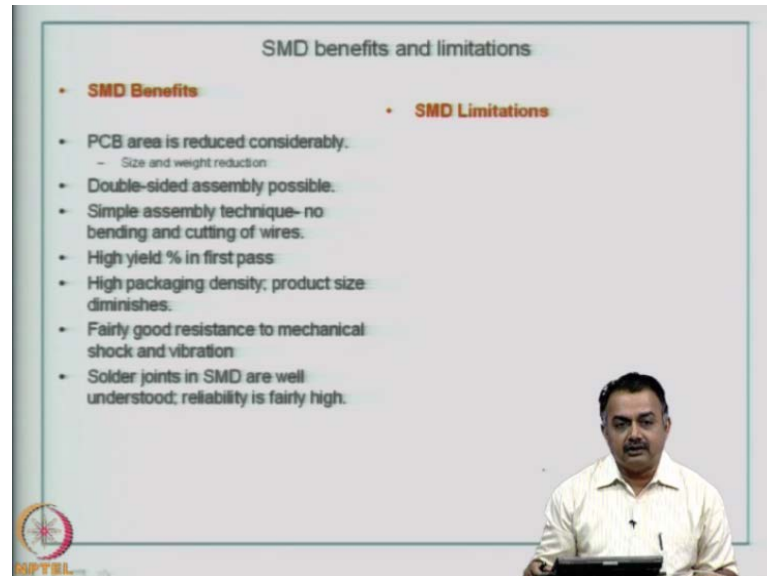 SMD benefits and limitations
• SMD Benefits
• SMD Limitations
• PCB area is reduced considerably.
– Size and weight reduction
• Double-sided assembly possible.
• Simple assembly technique- no
bending and cutting of wires.
• High yield % in first pass
• High packaging density; product size
diminishes.
• Fairly good resistance to mechanical
shock and vibration
• Solder joints in SMD are well
understood; reliability is fairly high.
NPTEL